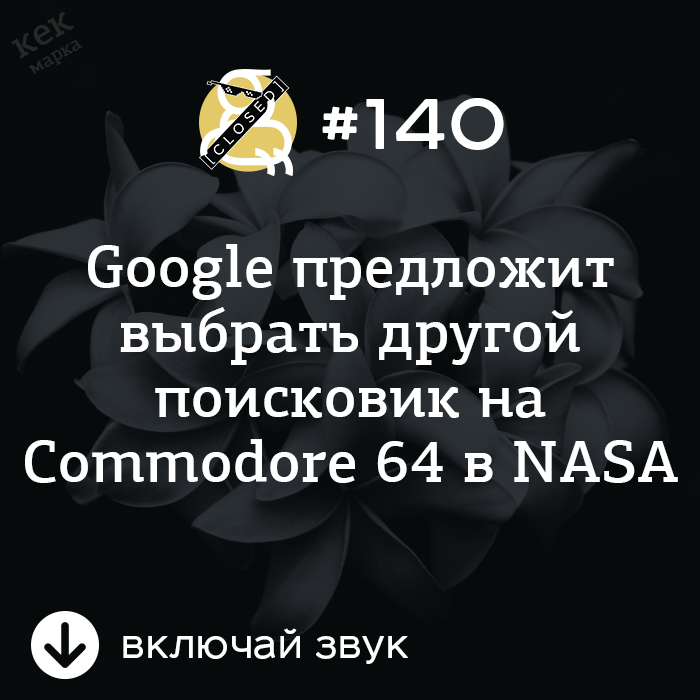 кек
марка
[CLOSED]
#140
Google предложит
выбрать другой
поисковик на
Commodore 64 в NASA
включай звук